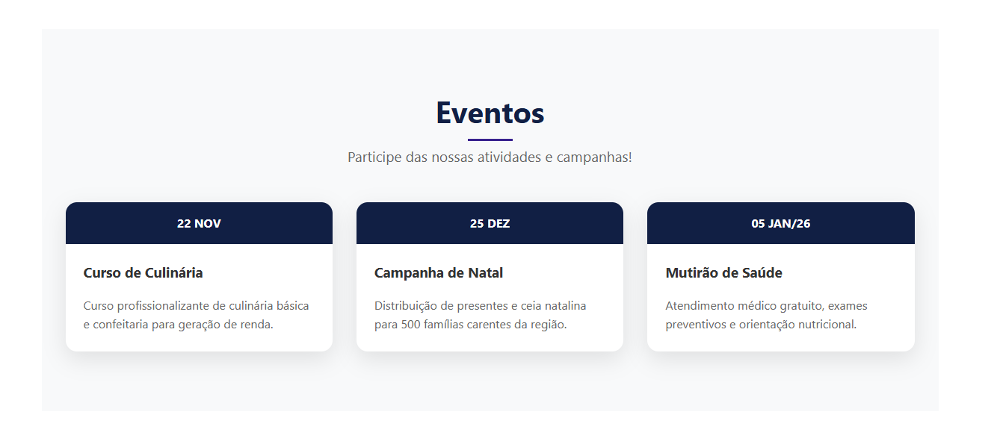 Eventos
Participe das nossas atividades e campanhas!
22 NOV
Curso de Culinária
Curso profissionalizante de culinária básica
e confeitaria para geração de renda.
25 DEZ
Campanha de Natal
Distribuição de presentes e ceia natalina
para 500 famílias carentes da região.
05 JAN/26
Mutirão de Saúde
Atendimento médico gratuito, exames
preventivos e orientação nutricional.